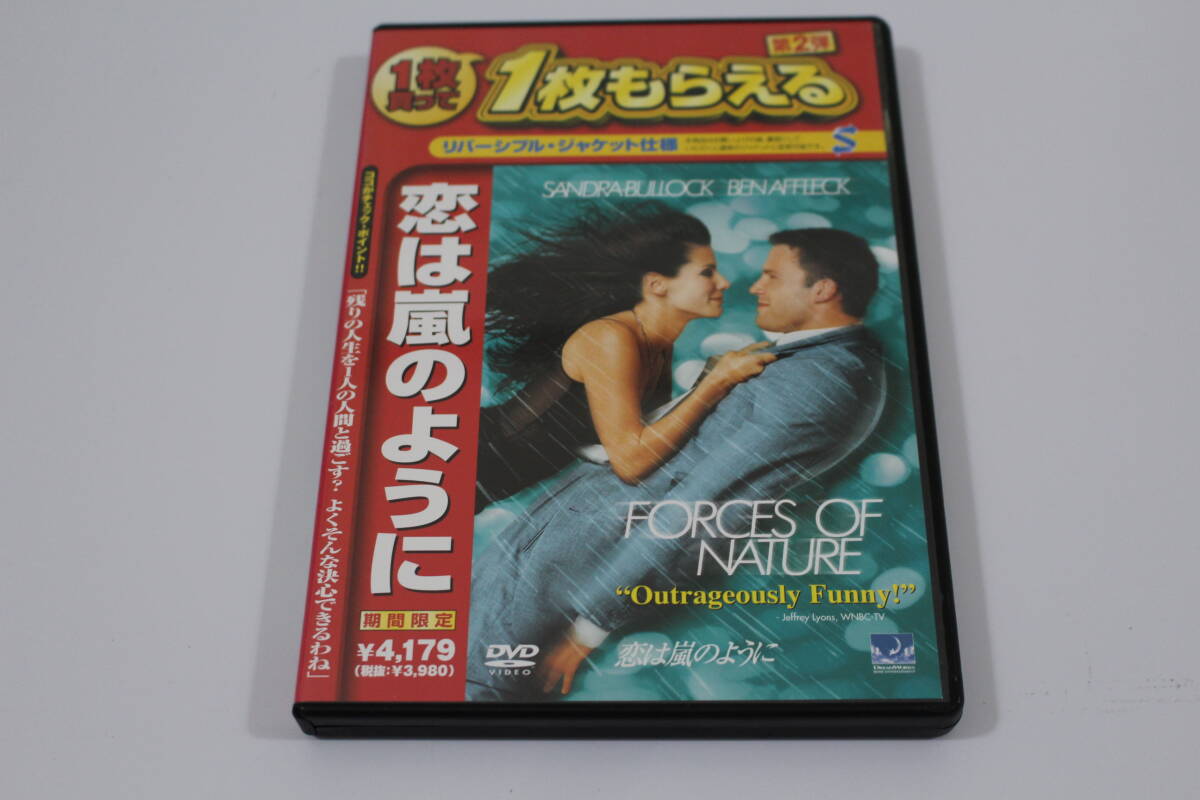 第2弾
1枚
買って
1枚もらえる
リバーシブル・ジャケット仕様
S
ココがチェック・ポイント!!
「残りの人生を1人の人間と過ごす? よくそんな決心できるわね」
恋は嵐のように
期間限定
¥4,179
(税抜:¥3,980)
SANDRA BULLOCK BEN AFFLECK
FORCES OF
NATURE
"Outrageously Funny!"
- Jeffrey Lyons, WNBC-TV
DVD
VIDEO
恋は嵐のように
DREAMWORKS